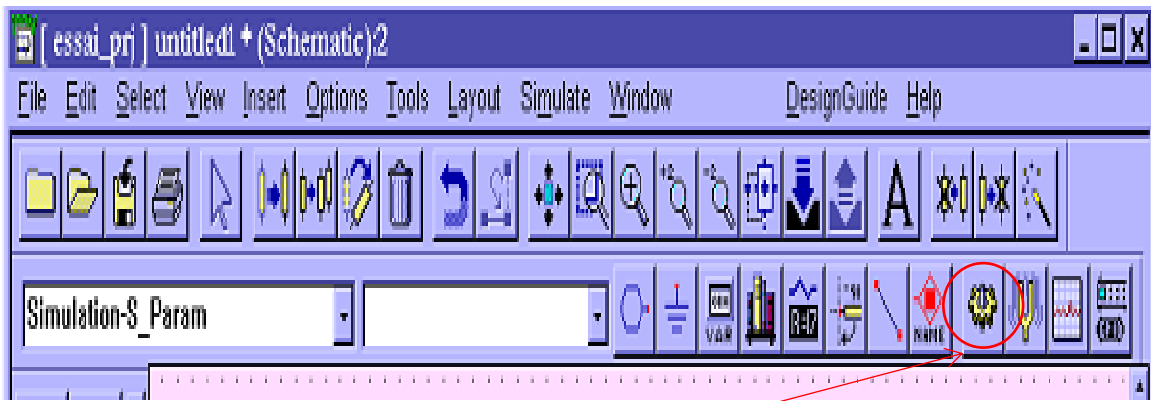 [ essai_prj ] untitled1 * (Schematic):2
File Edit Select View Insert Options Tools Layout Simulate Window DesignGuide Help
A
Simulation-S_Param
VAR
NAME